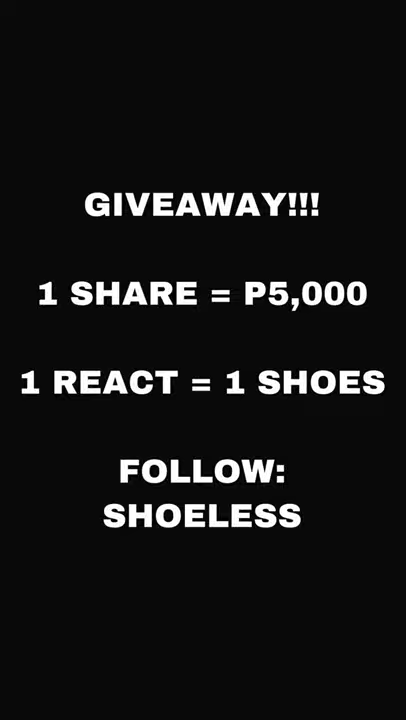 GIVEAWAY!!!
1 SHARE = P5,000
1 REACT = 1 SHOES
FOLLOW:
SHOELESS